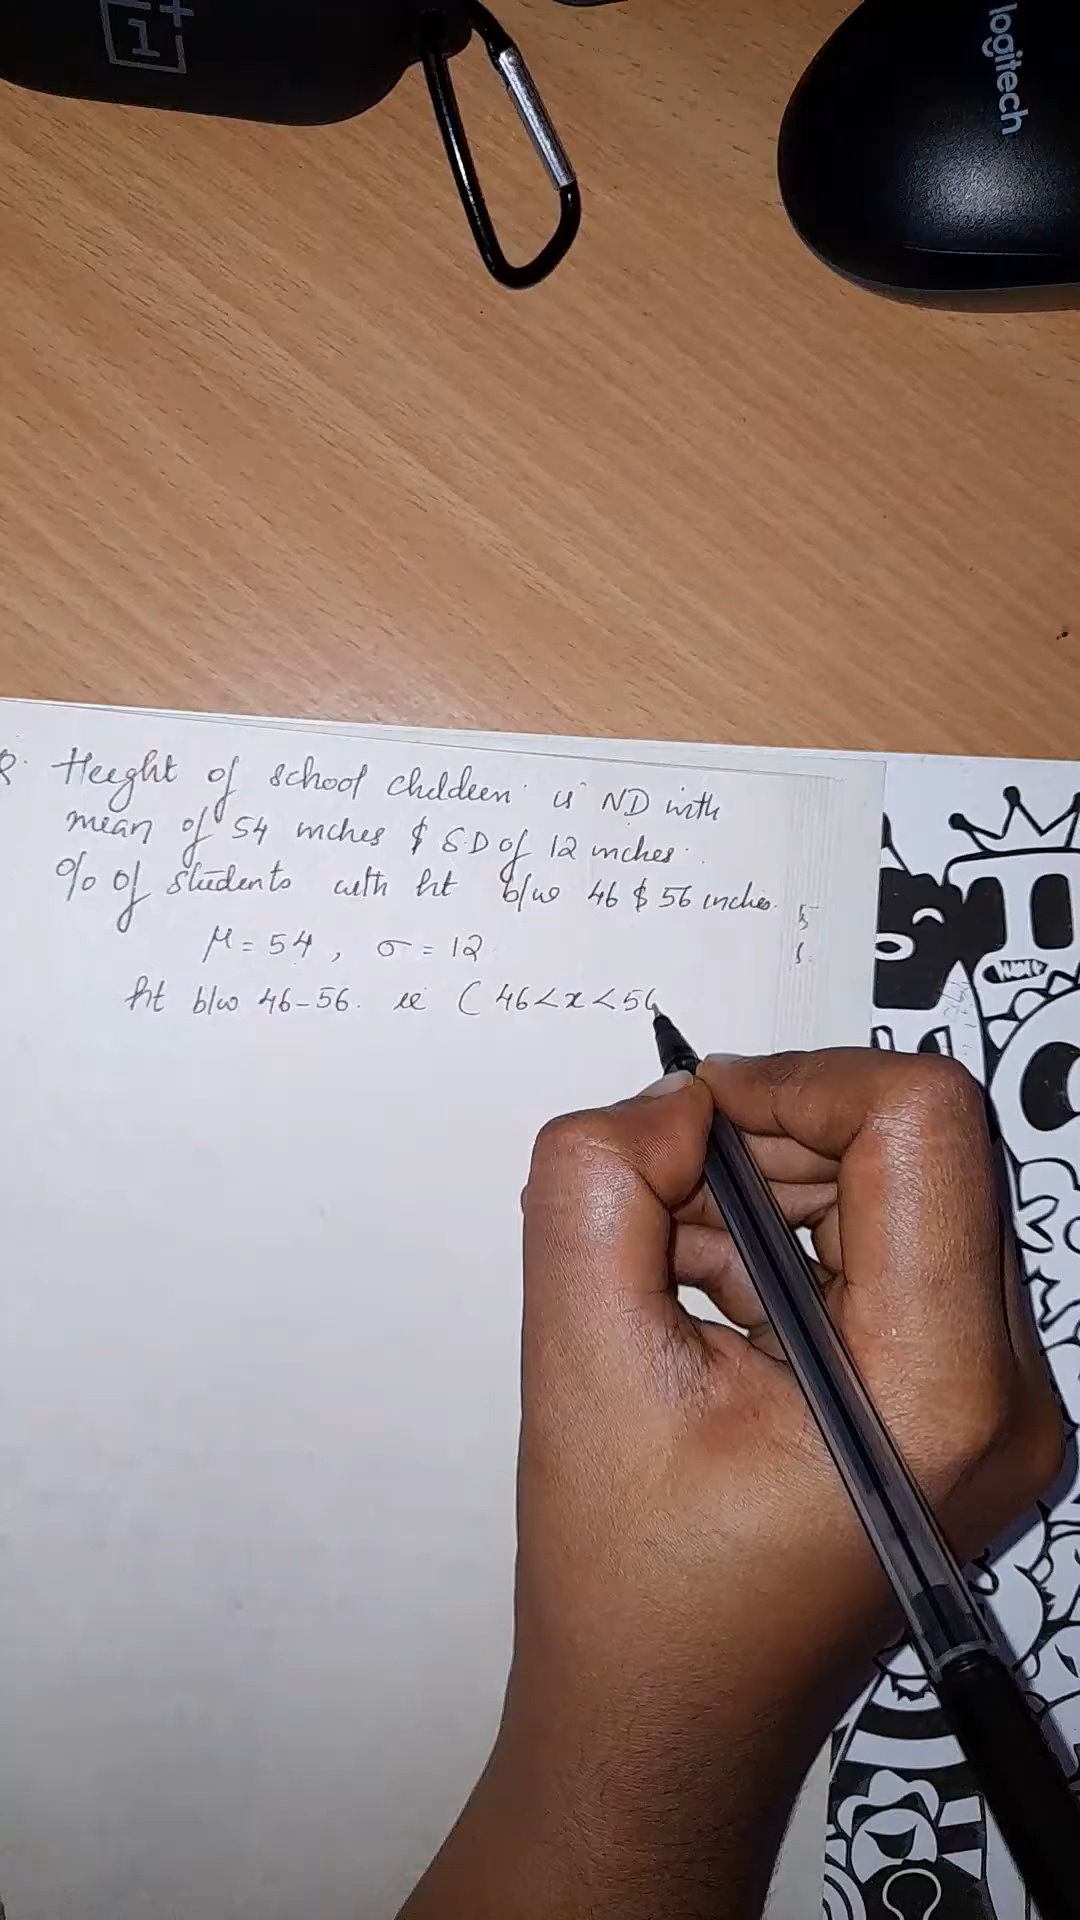 1+
logitech
Q. Height of school children is ND with
mean of 54 inches & S.D of 12 inches.
% of students with ht b/w 46 & 56 inches.
μ = 54, σ = 12
ht b/w 46-56. ie (46<x<56